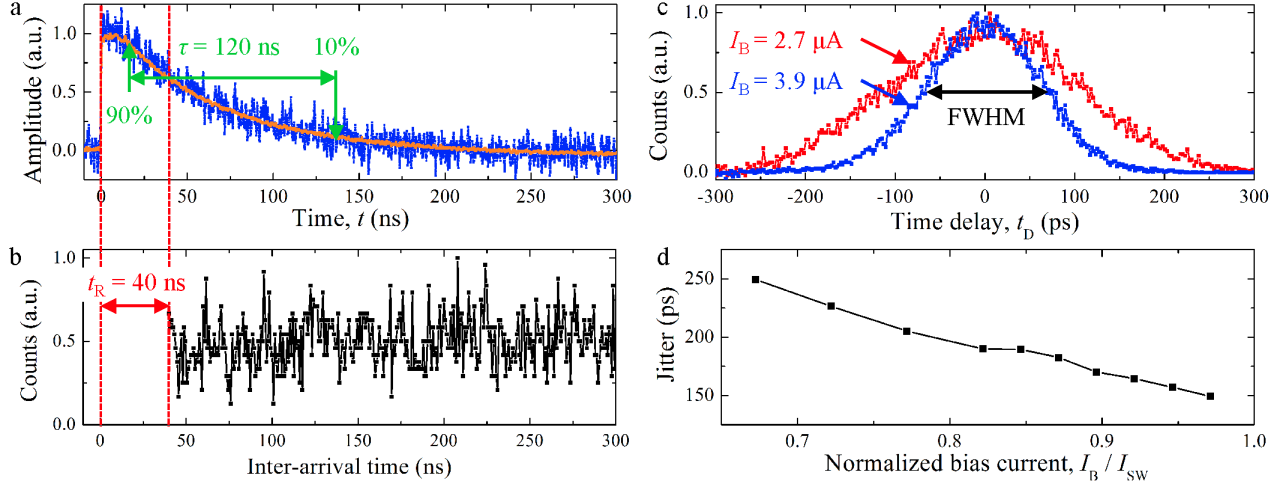 a
1.0
0.5
0.0
Amplitude (a.u.)
τ = 120 ns
10%
90%
0
50
100
150
200
250
300
Time, t (ns)
b
1.0
0.5
0.0
Counts (a.u.)
t_R = 40 ns
0
50
100
150
200
250
300
Inter-arrival time (ns)
c
1.0
0.5
0.0
Counts (a.u.)
I_B = 2.7 µA
I_B = 3.9 µA
FWHM
-300
-200
-100
0
100
200
300
Time delay, t_D (ps)
d
250
200
150
Jitter (ps)
0.7
0.8
0.9
1.0
Normalized bias current, I_B / I_SW